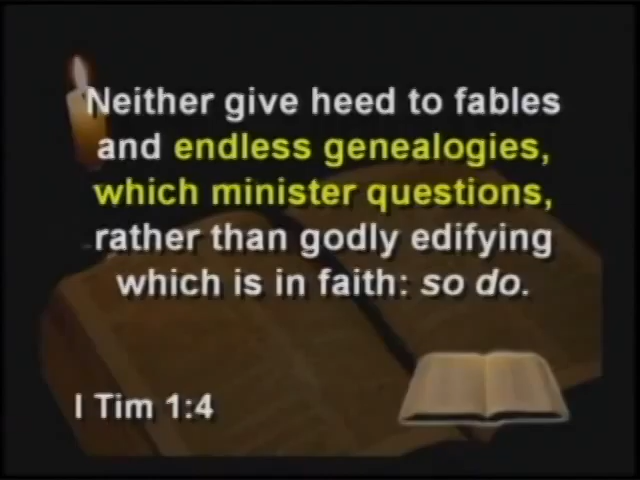 Neither give heed to fables
and endless genealogies,
which minister questions,
rather than godly edifying
which is in faith: so do.
I Tim 1:4